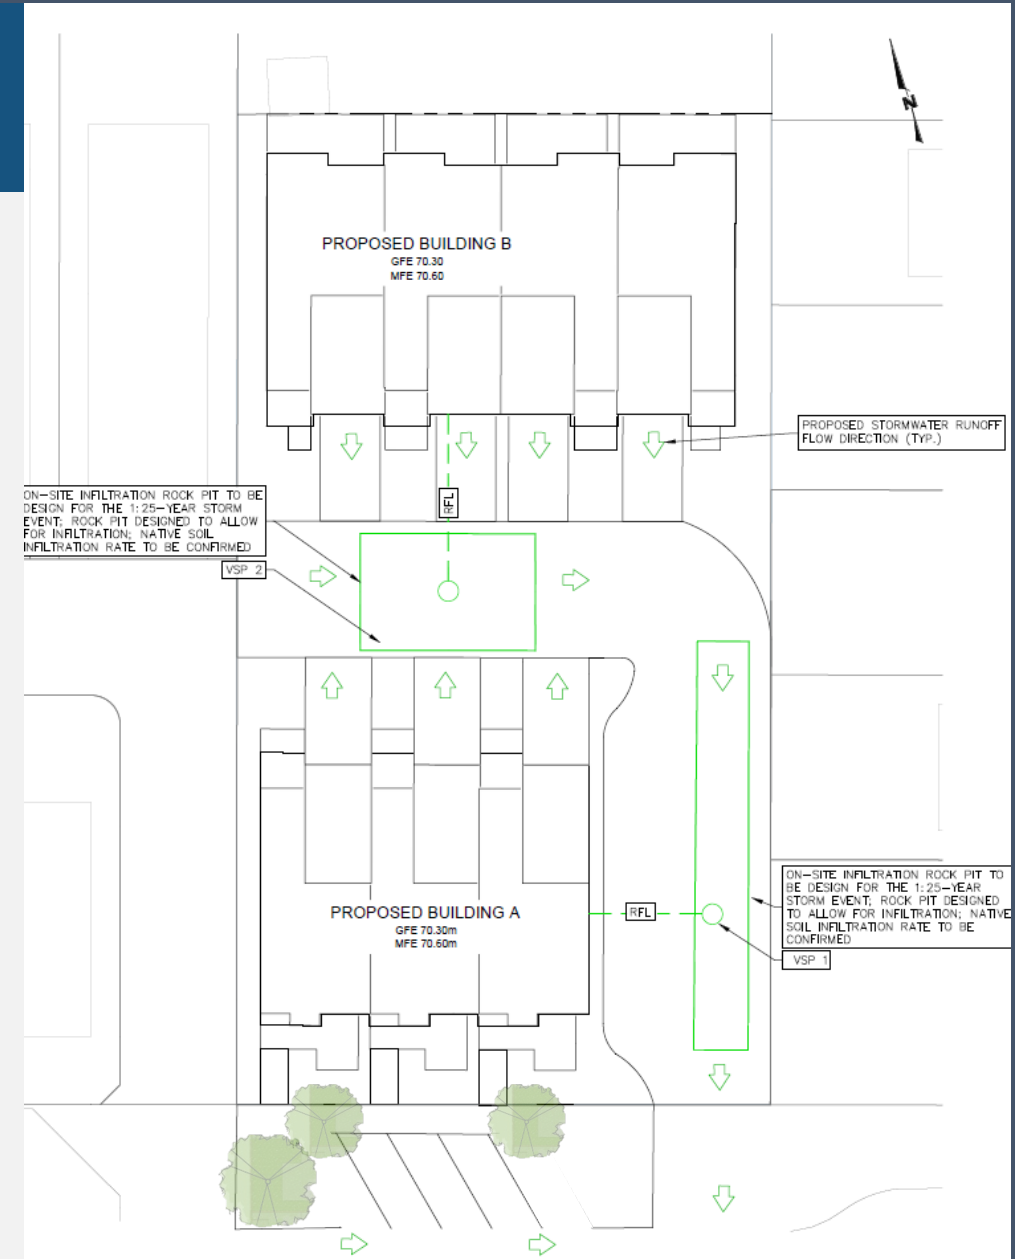 N
PROPOSED BUILDING B
GFE 70.30
MFE 70.60
PROPOSED STORMWATER RUNOFF
FLOW DIRECTION (TYP.)
RFL
ON-SITE INFILTRATION ROCK PIT TO BE
DESIGN FOR THE 1:25-YEAR STORM
EVENT; ROCK PIT DESIGNED TO ALLOW
FOR INFILTRATION; NATIVE SOIL
INFILTRATION RATE TO BE CONFIRMED
VSP 2
PROPOSED BUILDING A
GFE 70.30m
MFE 70.60m
RFL
ON-SITE INFILTRATION ROCK PIT TO
BE DESIGN FOR THE 1:25-YEAR
STORM EVENT; ROCK PIT DESIGNED
TO ALLOW FOR INFILTRATION; NATIVE
SOIL INFILTRATION RATE TO BE
CONFIRMED
VSP 1